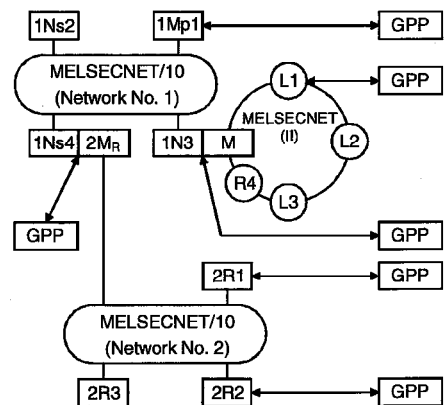 1Ns2
1Mp1
GPP
MELSECNET/10
(Network No. 1)
L1
GPP
MELSECNET
(II)
L2
1Ns4
2MR
1N3
M
R4
L3
GPP
GPP
2R1
GPP
MELSECNET/10
(Network No. 2)
2R3
2R2
GPP